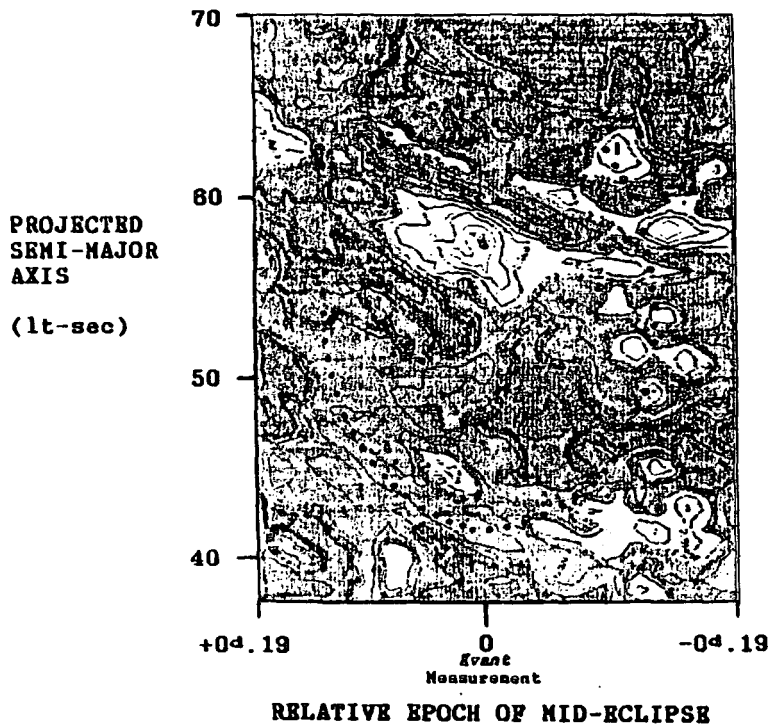 70
60
PROJECTED
SEMI-MAJOR
AXIS
(lt-sec)
50
40
+0d.19 0 -0d.19
Event
Measurement
RELATIVE EPOCH OF MID-ECLIPSE